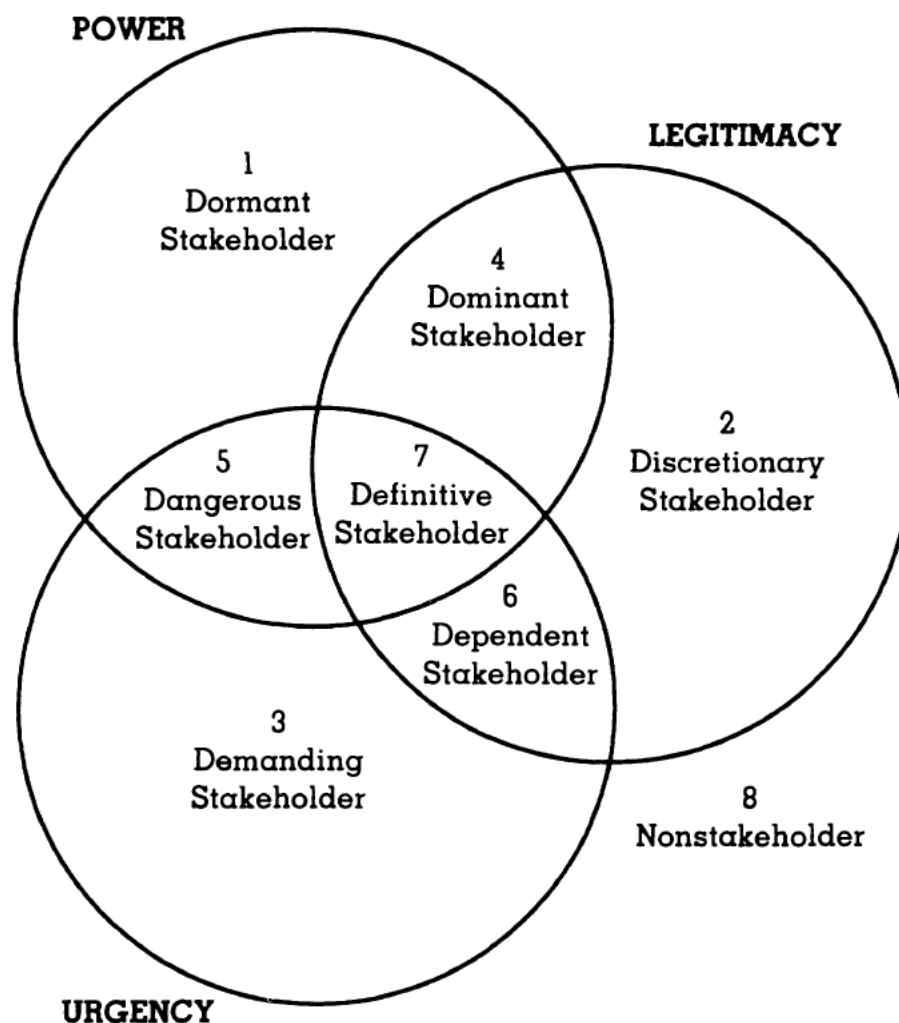 POWER
LEGITIMACY
1
Dormant
Stakeholder
4
Dominant
Stakeholder
2
Discretionary
Stakeholder
5
Dangerous
Stakeholder
7
Definitive
Stakeholder
6
Dependent
Stakeholder
3
Demanding
Stakeholder
8
Nonstakeholder
URGENCY